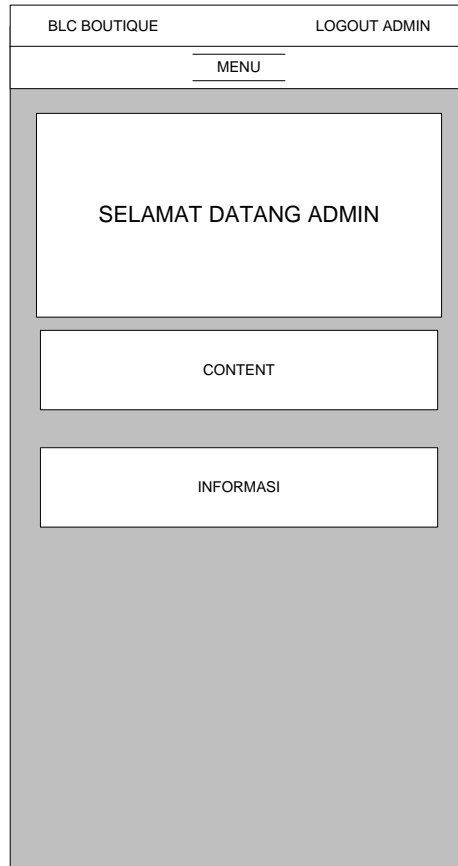 BLC BOUTIQUE LOGOUT ADMIN
MENU
SELAMAT DATANG ADMIN
CONTENT
INFORMASI